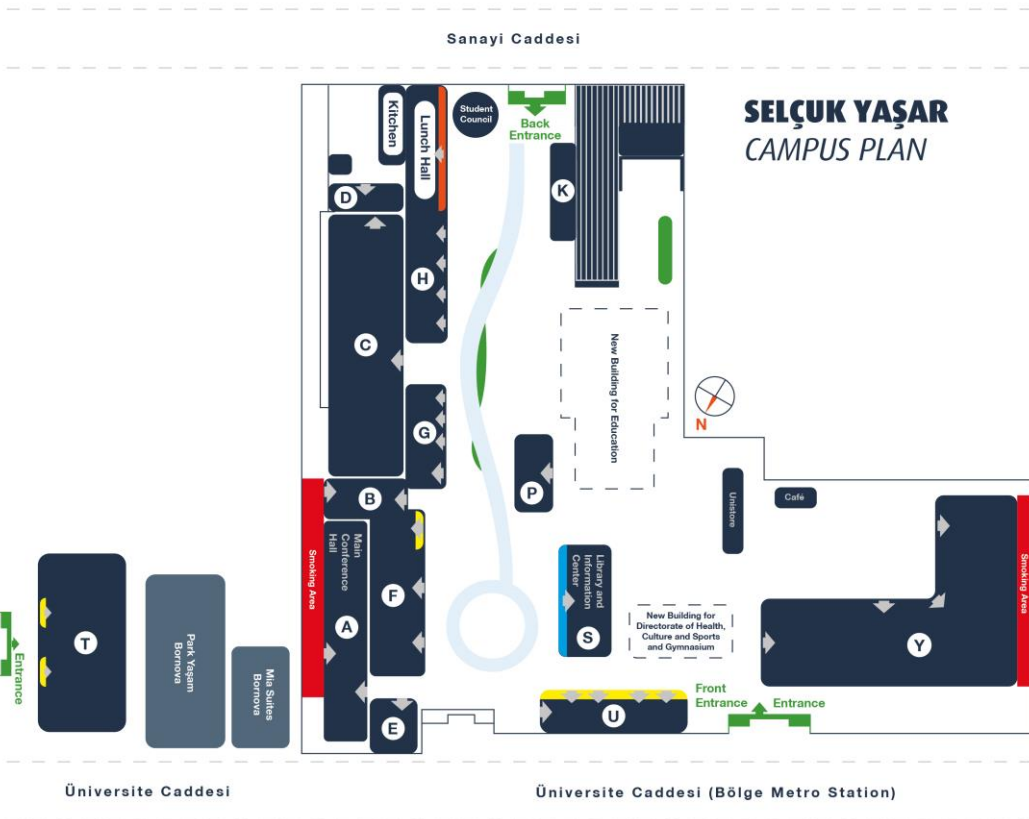 Sanayi Caddesi
SELÇUK YAŞAR
CAMPUS PLAN
Kitchen
Lunch Hall
Student
Council
Back
Entrance
K
D
H
C
New Building for Education
N
G
P
B
Unistore
Café
Main
Conference
Hall
Smoking Area
A
F
Library and
Information
Center
S
New Building for
Directorate of Health,
Culture and Sports
and Gymnasium
Y
Smoking Area
Entrance
T
Park Yaşam
Bornova
Mia Suites
Bornova
E
U
Front
Entrance
Entrance
Üniversite Caddesi
Üniversite Caddesi (Bölge Metro Station)